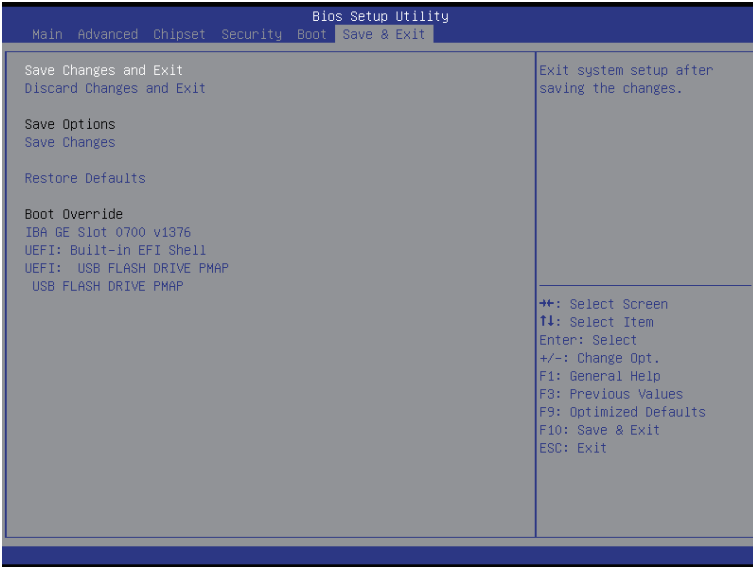 Bios Setup Utility
Main Advanced Chipset Security Boot Save & Exit
Save Changes and Exit
Discard Changes and Exit
Save Options
Save Changes
Restore Defaults
Boot Override
IBA GE Slot 0700 v1376
UEFI: Built-in EFI Shell
UEFI: USB FLASH DRIVE PMAP
USB FLASH DRIVE PMAP
Exit system setup after
saving the changes.
→←: Select Screen
↑↓: Select Item
Enter: Select
+/-: Change Opt.
F1: General Help
F3: Previous Values
F9: Optimized Defaults
F10: Save & Exit
ESC: Exit